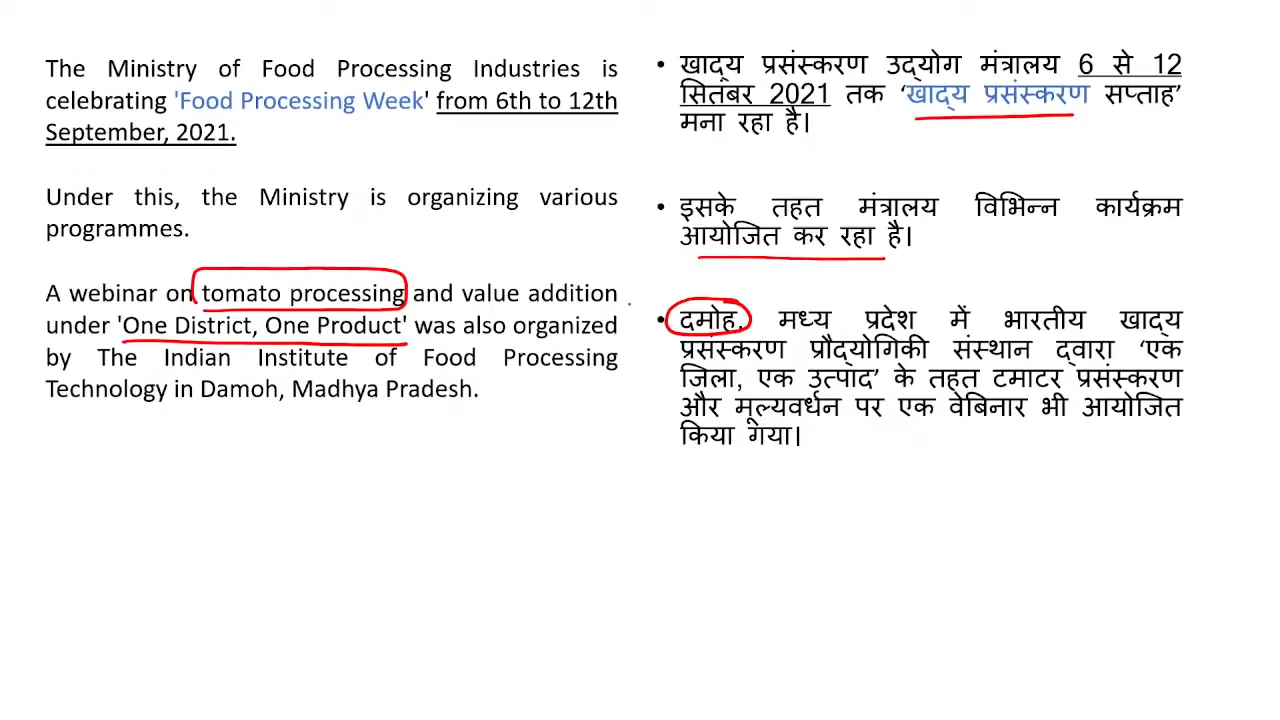 The Ministry of Food Processing Industries is
celebrating 'Food Processing Week' from 6th to 12th
September, 2021.
Under this, the Ministry is organizing various
programmes.
A webinar on tomato processing and value addition
under 'One District, One Product' was also organized
by The Indian Institute of Food Processing
Technology in Damoh, Madhya Pradesh.
• खाद्य प्रसंस्करण उद्योग मंत्रालय 6 से 12
सितंबर 2021 तक ‘खाद्य प्रसंस्करण सप्ताह’
मना रहा है।
• इसके तहत मंत्रालय विभिन्न कार्यक्रम
आयोजित कर रहा है।
• दमोह, मध्य प्रदेश में भारतीय खाद्य
प्रसंस्करण प्रौद्योगिकी संस्थान द्वारा ‘एक
जिला, एक उत्पाद’ के तहत टमाटर प्रसंस्करण
और मूल्यवर्धन पर एक वेबिनार भी आयोजित
किया गया।